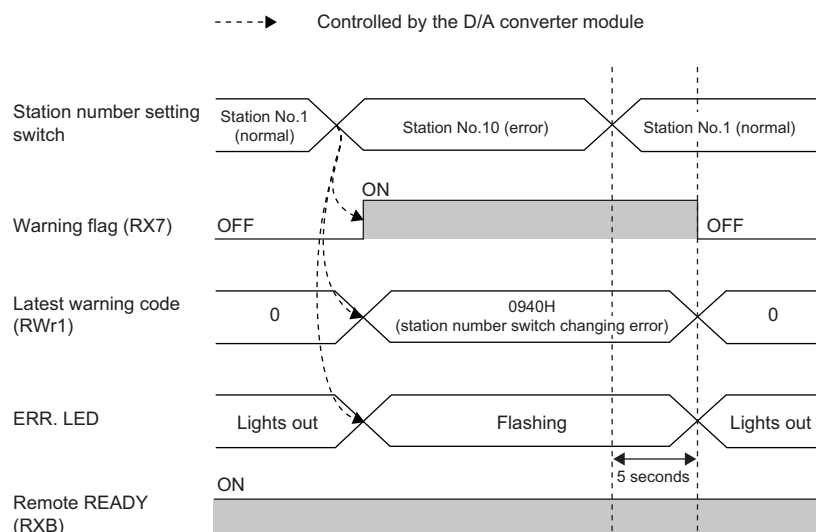 Controlled by the D/A converter module
Station number setting
switch
Station No.1
(normal)
Station No.10 (error)
Station No.1 (normal)
ON
Warning flag (RX7)
OFF
OFF
Latest warning code
(RWr1)
0
0940H
(station number switch changing error)
0
ERR. LED
Lights out
Flashing
Lights out
5 seconds
ON
Remote READY
(RXB)